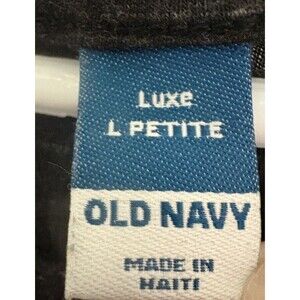 Luxe
L PETITE
OLD NAVY
MADE IN
HAITI